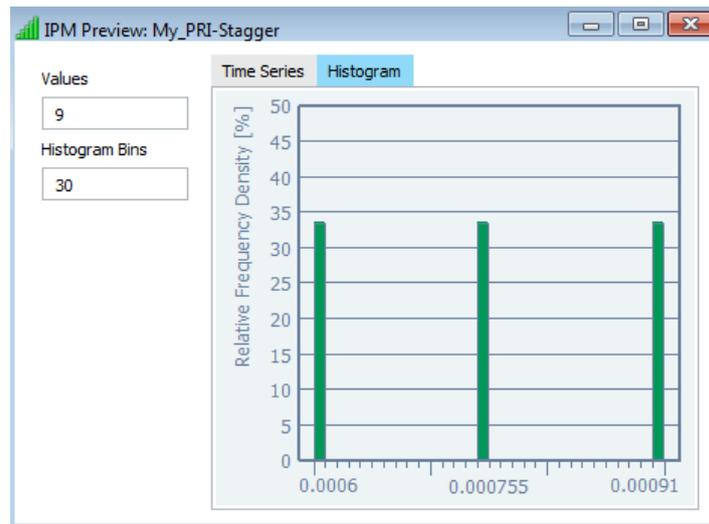 IPM Preview: My_PRI-Stagger
Values
9
Histogram Bins
30
Time Series
Histogram
Relative Frequency Density [%]
50
45
40
35
30
25
20
15
10
5
0
0.0006
0.000755
0.00091